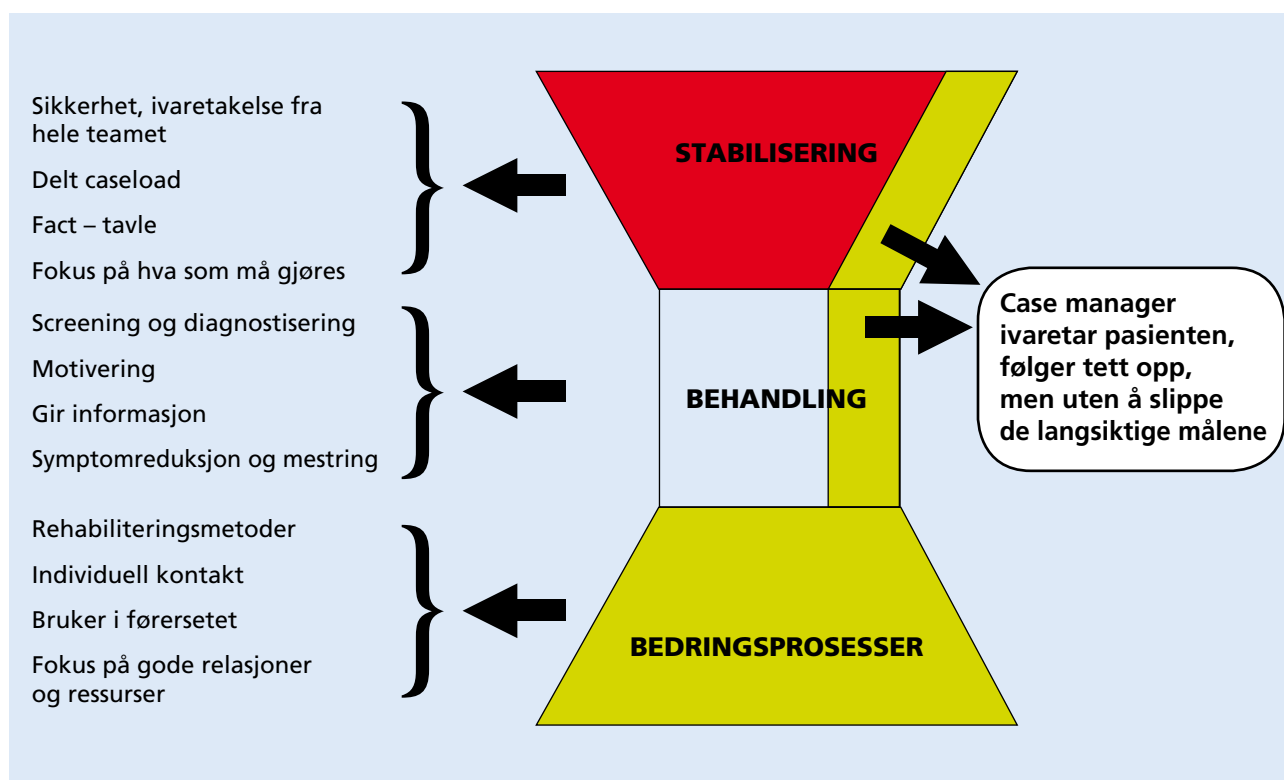 Sikkerhet, ivaretakelse fra
hele teamet
Delt caseload
Fact – tavle
Fokus på hva som må gjøres
Screening og diagnostisering
Motivering
Gir informasjon
Symptomreduksjon og mestring
Rehabiliteringsmetoder
Individuell kontakt
Bruker i førersetet
Fokus på gode relasjoner
og ressurser
STABILISERING
BEHANDLING
BEDRINGSPROSESSER
Case manager
ivaretar pasienten,
følger tett opp,
men uten å slippe
de langsiktige målene